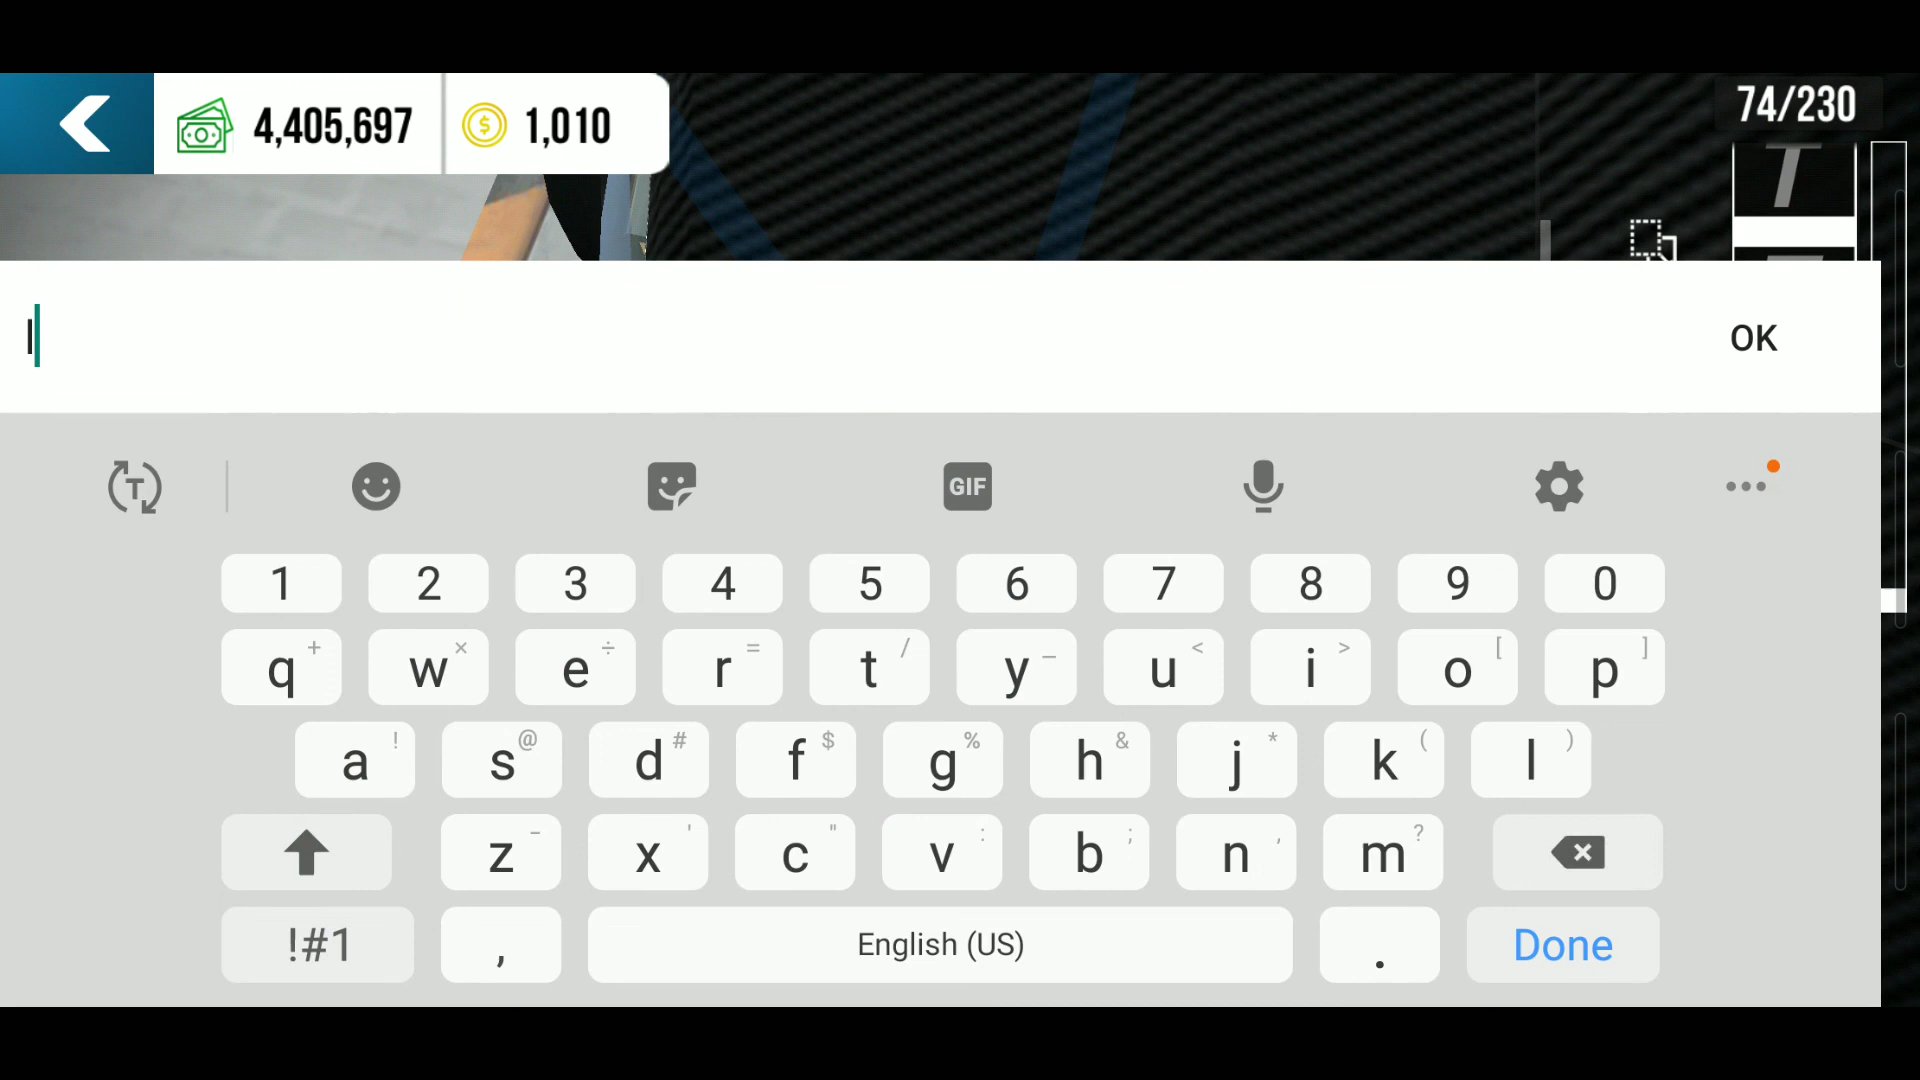 4,405,697 1,010 74/230
T
l OK
T GIF
1 2 3 4 5 6 7 8 9 0
q + w × e ÷ r = t / y _ u < i > o [ p ]
a ! s @ d # f $ g % h & j * k ( l )
z - x ' c " v : b ; n , m ?
!#1 , English (US) . Done